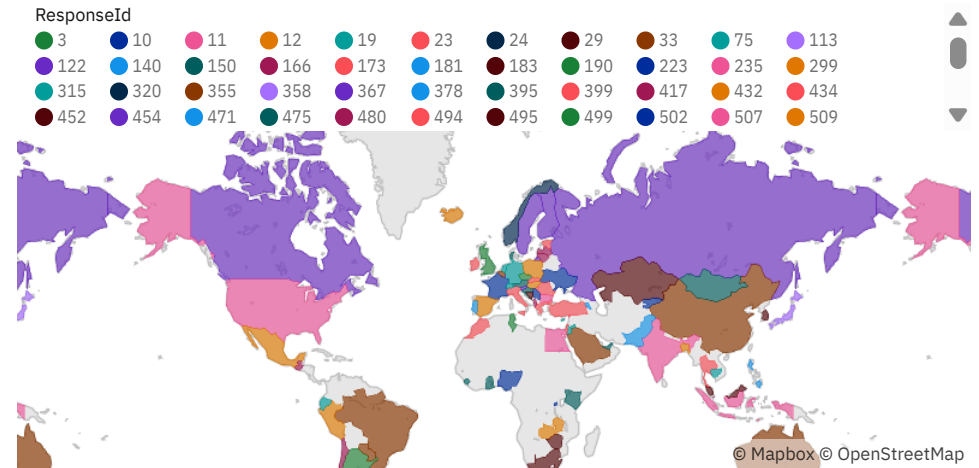 ResponseId
3 10 11 12 19 23 24 29 33 75 113
122 140 150 166 173 181 183 190 223 235 299
315 320 355 358 367 378 395 399 417 432 434
452 454 471 475 480 494 495 499 502 507 509
© Mapbox © OpenStreetMap